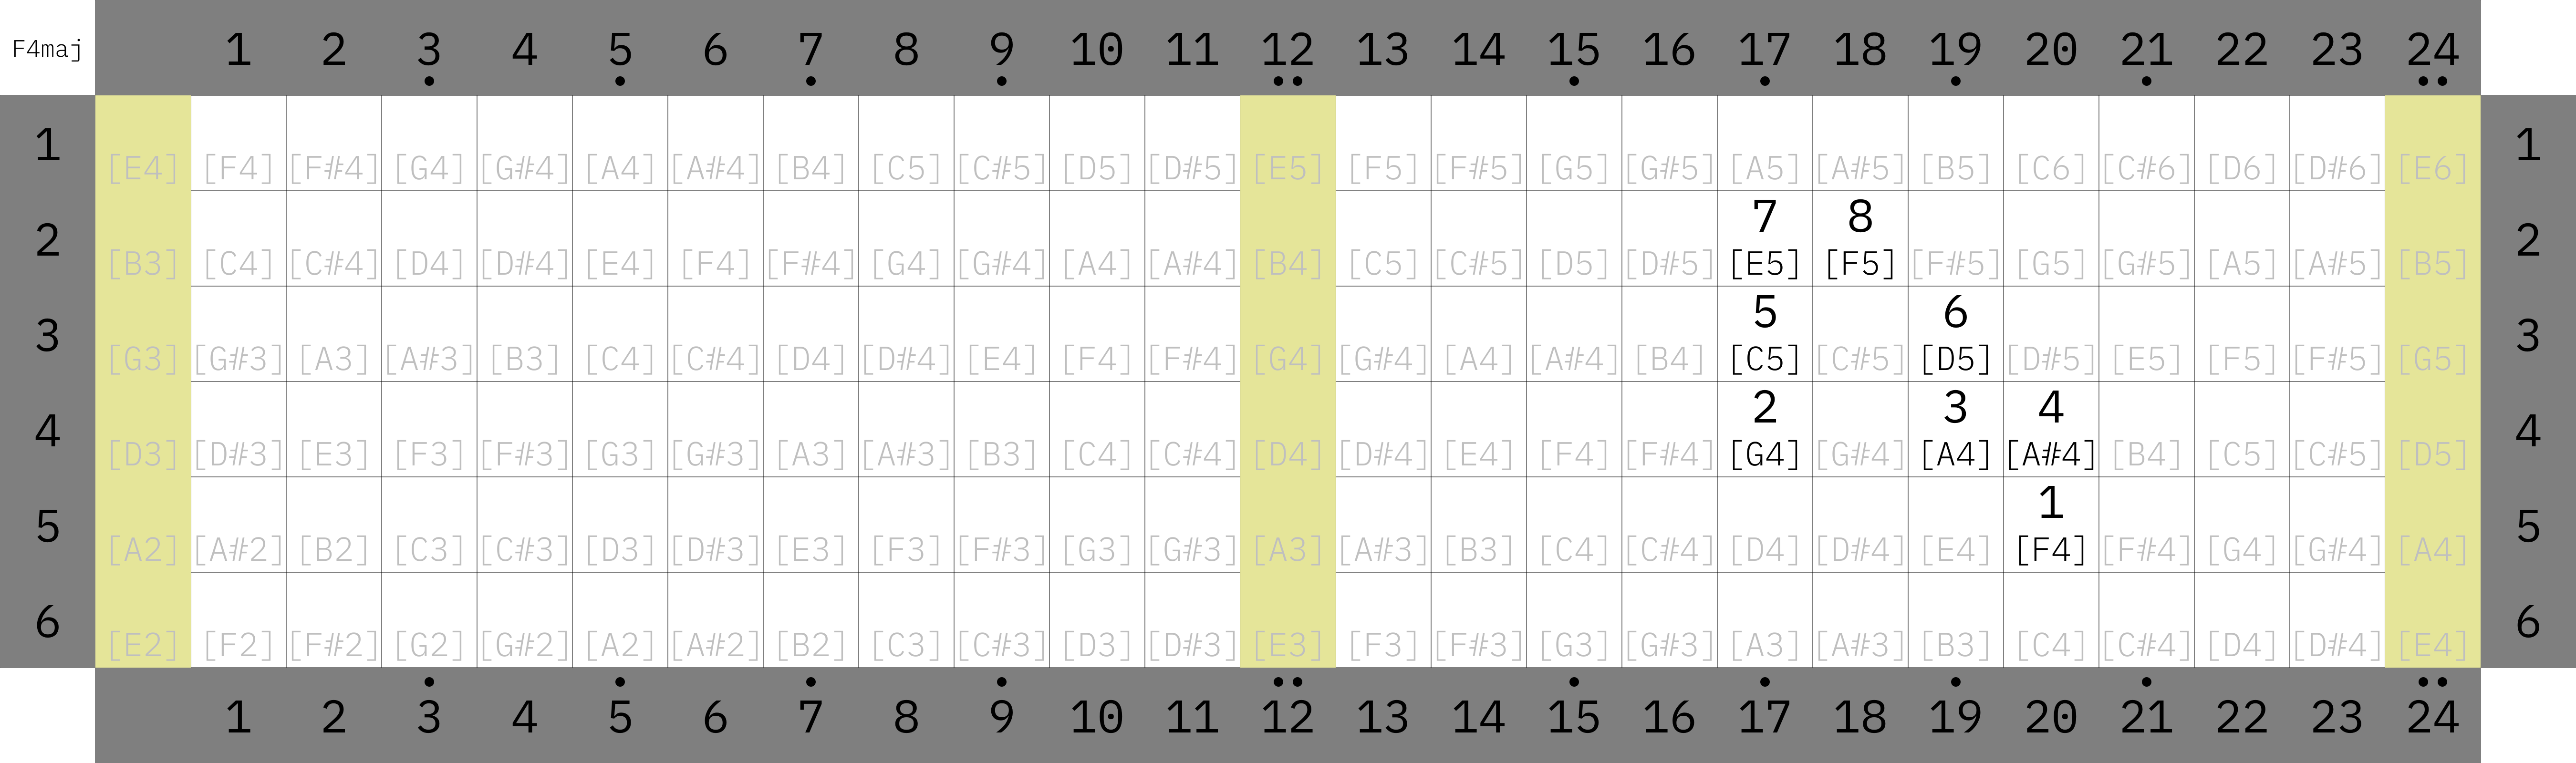 F4maj 1 2 3 4 5 6 7 8 9 10 11 12 13 14 15 16 17 18 19 20 21 22 23 24
1 [E4] [F4] [F#4] [G4] [G#4] [A4] [A#4] [B4] [C5] [C#5] [D5] [D#5] [E5] [F5] [F#5] [G5] [G#5] [A5] [A#5] [B5] [C6] [C#6] [D6] [D#6] [E6] 1
7 8
2 [B3] [C4] [C#4] [D4] [D#4] [E4] [F4] [F#4] [G4] [G#4] [A4] [A#4] [B4] [C5] [C#5] [D5] [D#5] [E5] [F5] [F#5] [G5] [G#5] [A5] [A#5] [B5] 2
5 6
3 [G3] [G#3] [A3] [A#3] [B3] [C4] [C#4] [D4] [D#4] [E4] [F4] [F#4] [G4] [G#4] [A4] [A#4] [B4] [C5] [C#5] [D5] [D#5] [E5] [F5] [F#5] [G5] 3
2 3 4
4 [D3] [D#3] [E3] [F3] [F#3] [G3] [G#3] [A3] [A#3] [B3] [C4] [C#4] [D4] [D#4] [E4] [F4] [F#4] [G4] [G#4] [A4] [A#4] [B4] [C5] [C#5] [D5] 4
1
5 [A2] [A#2] [B2] [C3] [C#3] [D3] [D#3] [E3] [F3] [F#3] [G3] [G#3] [A3] [A#3] [B3] [C4] [C#4] [D4] [D#4] [E4] [F4] [F#4] [G4] [G#4] [A4] 5
6 [E2] [F2] [F#2] [G2] [G#2] [A2] [A#2] [B2] [C3] [C#3] [D3] [D#3] [E3] [F3] [F#3] [G3] [G#3] [A3] [A#3] [B3] [C4] [C#4] [D4] [D#4] [E4] 6
1 2 3 4 5 6 7 8 9 10 11 12 13 14 15 16 17 18 19 20 21 22 23 24